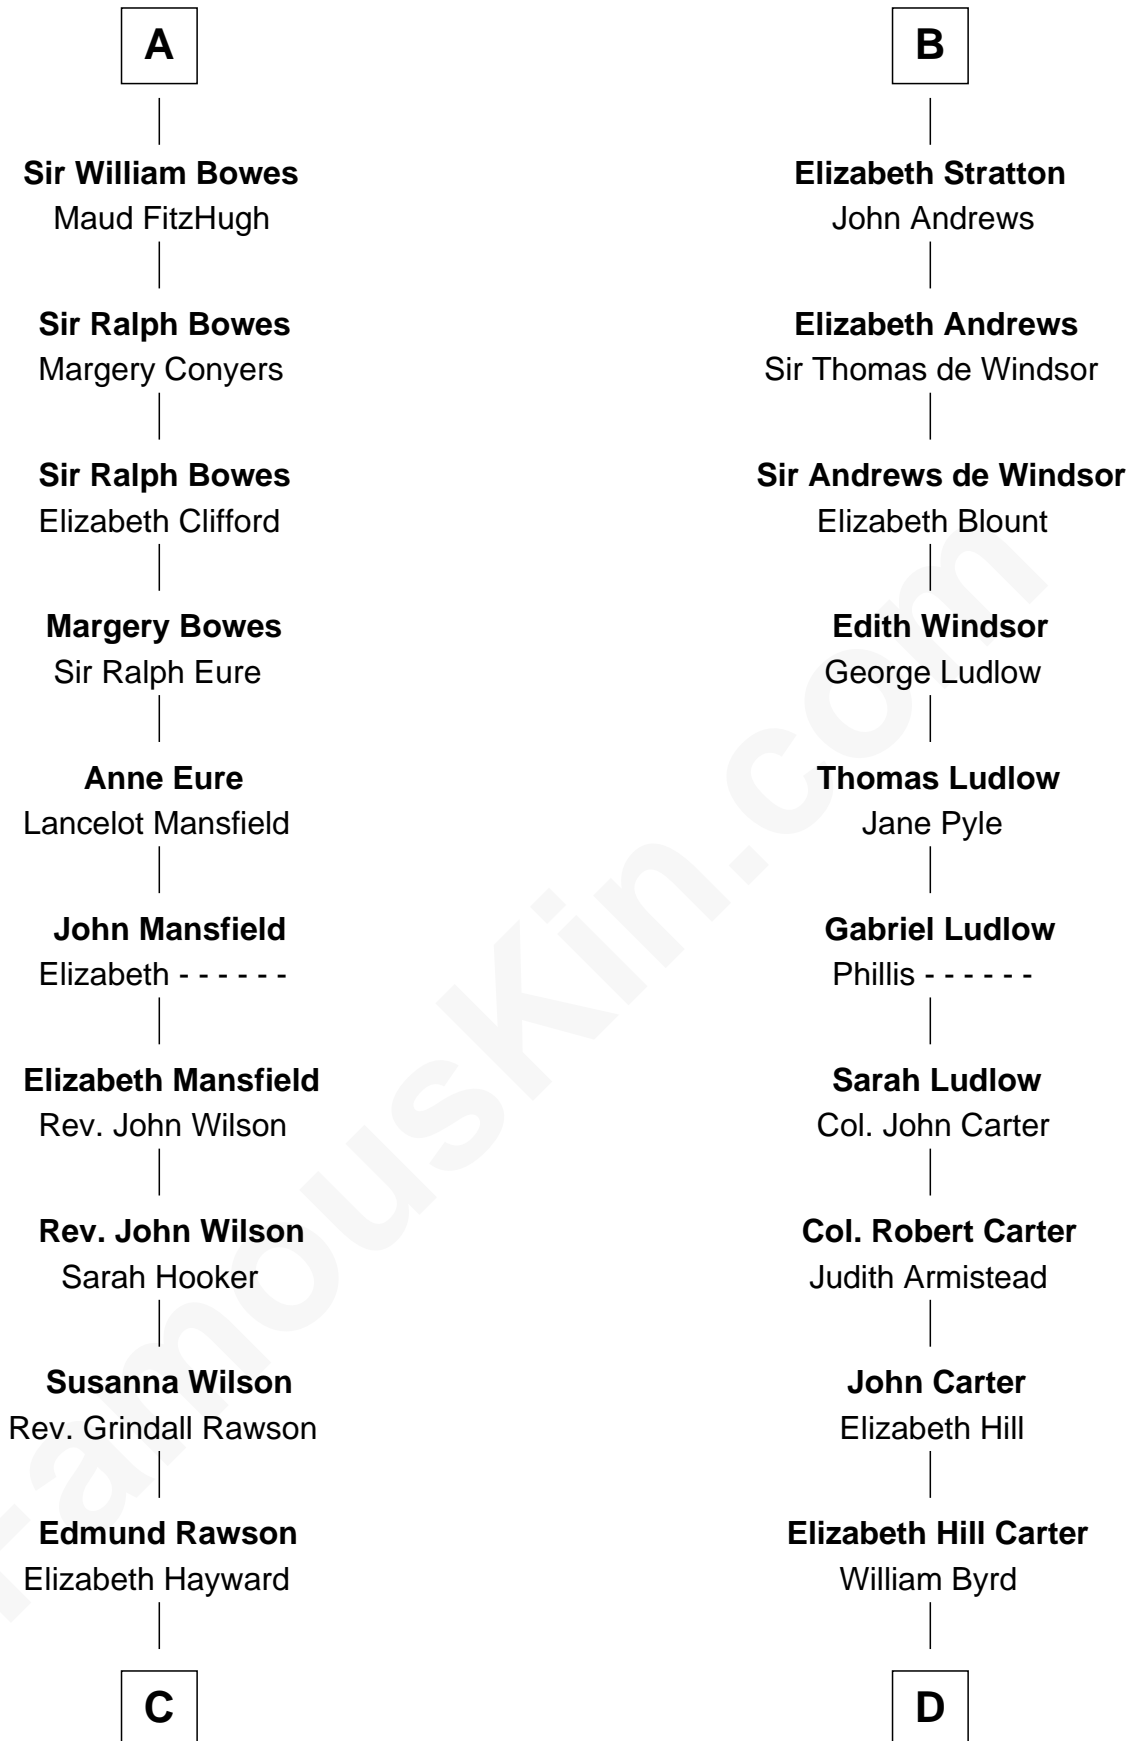 A
Sir William Bowes
Maud FitzHugh
Sir Ralph Bowes
Margery Conyers
Sir Ralph Bowes
Elizabeth Clifford
Margery Bowes
Sir Ralph Eure
Anne Eure
Lancelot Mansfield
John Mansfield
Elizabeth - - - - - -
Elizabeth Mansfield
Rev. John Wilson
Rev. John Wilson
Sarah Hooker
Susanna Wilson
Rev. Grindall Rawson
Edmund Rawson
Elizabeth Hayward
C
B
Elizabeth Stratton
John Andrews
Elizabeth Andrews
Sir Thomas de Windsor
Sir Andrews de Windsor
Elizabeth Blount
Edith Windsor
George Ludlow
Thomas Ludlow
Jane Pyle
Gabriel Ludlow
Phillis - - - - - -
Sarah Ludlow
Col. John Carter
Col. Robert Carter
Judith Armistead
John Carter
Elizabeth Hill
Elizabeth Hill Carter
William Byrd
D
FamousKin.com